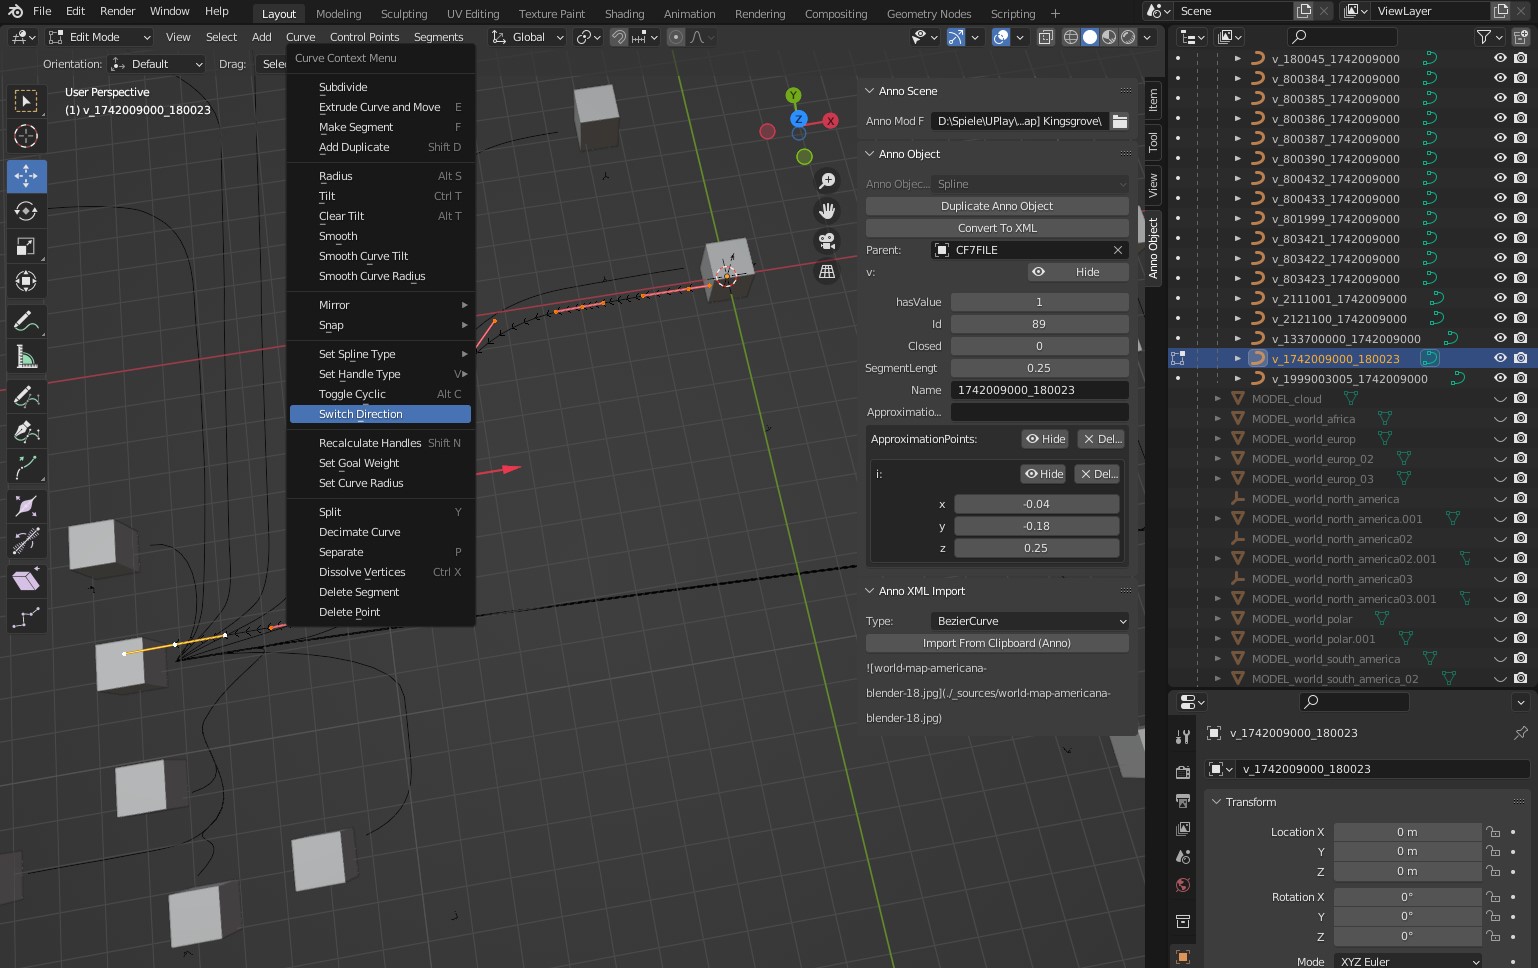 File Edit Render Window Help Layout Modeling Sculpting UV Editing Texture Paint Shading Animation Rendering Compositing Geometry Nodes Scripting + Scene ViewLayer
Edit Mode View Select Add Curve Control Points Segments Global
Orientation: Default Drag:
User Perspective
(1) v_1742009000_180023
Curve Context Menu
Subdivide
Extrude Curve and Move E
Make Segment F
Add Duplicate Shift D
Radius Alt S
Tilt Ctrl T
Clear Tilt Alt T
Smooth
Smooth Curve Tilt
Smooth Curve Radius
Mirror
Snap
Set Spline Type
Set Handle Type V
Toggle Cyclic Alt C
Switch Direction
Recalculate Handles Shift N
Set Goal Weight
Set Curve Radius
Split Y
Decimate Curve
Separate P
Dissolve Vertices Ctrl X
Delete Segment
Delete Point
Y
Z
X
Anno Scene
Anno Mod F D:\Spiele\UPlay\...ap] Kingsgrove\
Anno Object
Anno Objec... Spline
Duplicate Anno Object
Convert To XML
Parent: CF7FILE
v: Hide
hasValue 1
Id 89
Closed 0
SegmentLengt 0.25
Name 1742009000_180023
Approximatio...
ApproximationPoints: Hide Del...
i: Hide Del...
x -0.04
y -0.18
z 0.25
Anno XML Import
Type: BezierCurve
Import From Clipboard (Anno)
![world-map-americana-
blender-18.jpg](./_sources/world-map-americana-
blender-18.jpg)
Item
Tool
View
Anno Object
v_180045_1742009000
v_800384_1742009000
v_800385_1742009000
v_800386_1742009000
v_800387_1742009000
v_800390_1742009000
v_800432_1742009000
v_800433_1742009000
v_801999_1742009000
v_803421_1742009000
v_803422_1742009000
v_803423_1742009000
v_2111001_1742009000
v_2121100_1742009000
v_133700000_1742009000
v_1742009000_180023
v_1999003005_1742009000
MODEL_cloud
MODEL_world_africa
MODEL_world_europ
MODEL_world_europ_02
MODEL_world_europ_03
MODEL_world_north_america
MODEL_world_north_america.001
MODEL_world_north_america02
MODEL_world_north_america02.001
MODEL_world_north_america03
MODEL_world_north_america03.001
MODEL_world_polar
MODEL_world_polar.001
MODEL_world_south_america
MODEL_world_south_america_02
v_1742009000_180023
v_1742009000_180023
Transform
Location X 0 m
Y 0 m
Z 0 m
Rotation X 0°
Y 0°
Z 0°
Mode XYZ Euler